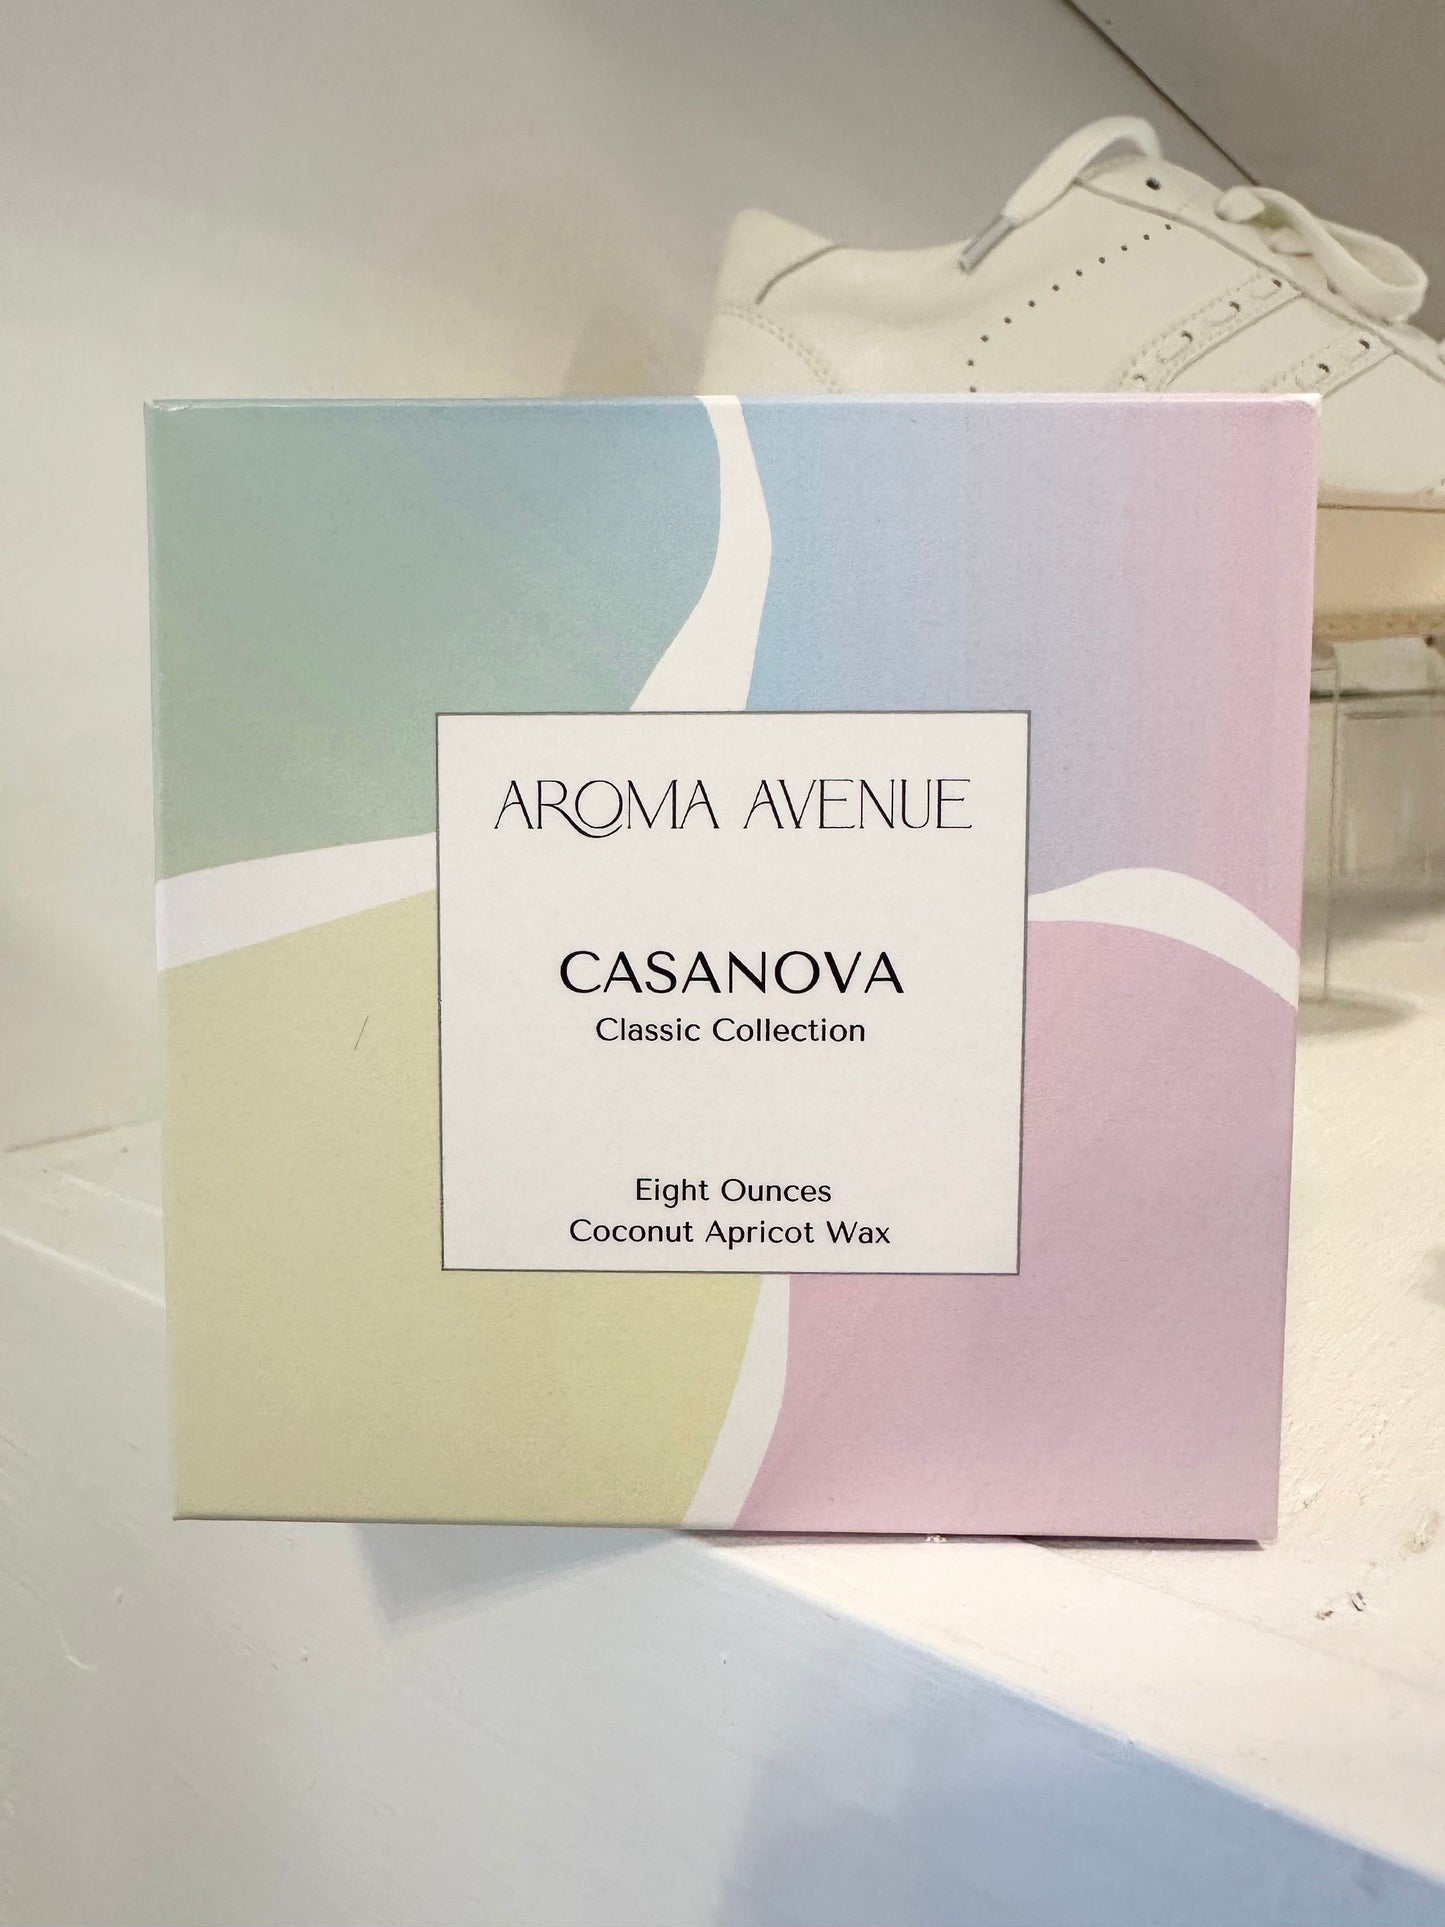 AROMA AVENUE
CASANOVA
Classic Collection
Eight Ounces
Coconut Apricot Wax